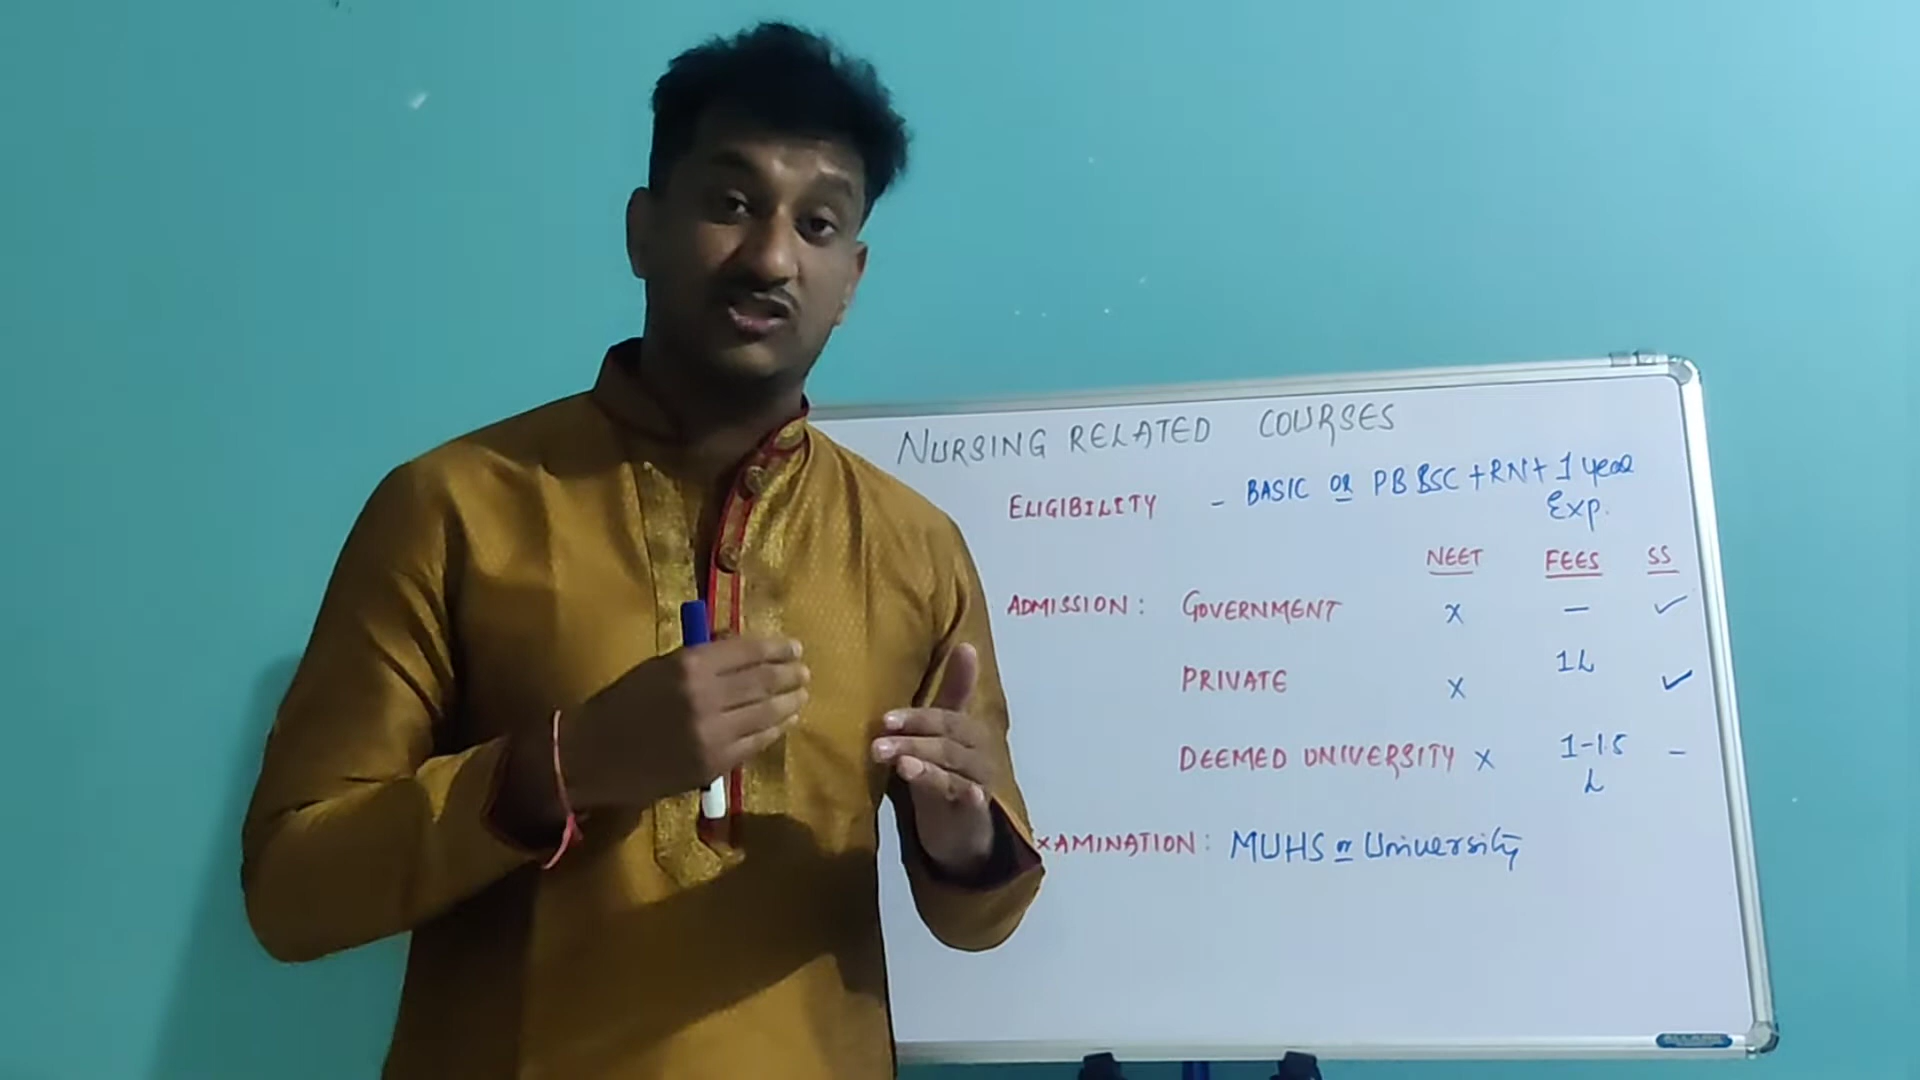 NURSING RELATED COURSES
ELIGIBILITY - BASIC OR PB BSC + RN + 1 year
Exp.
NEET FEES SS
ADMISSION: GOVERNMENT x — ✓
PRIVATE x 1L ✓
DEEMED UNIVERSITY x 1-1.5 -
L
XAMINATION: MUHS or University